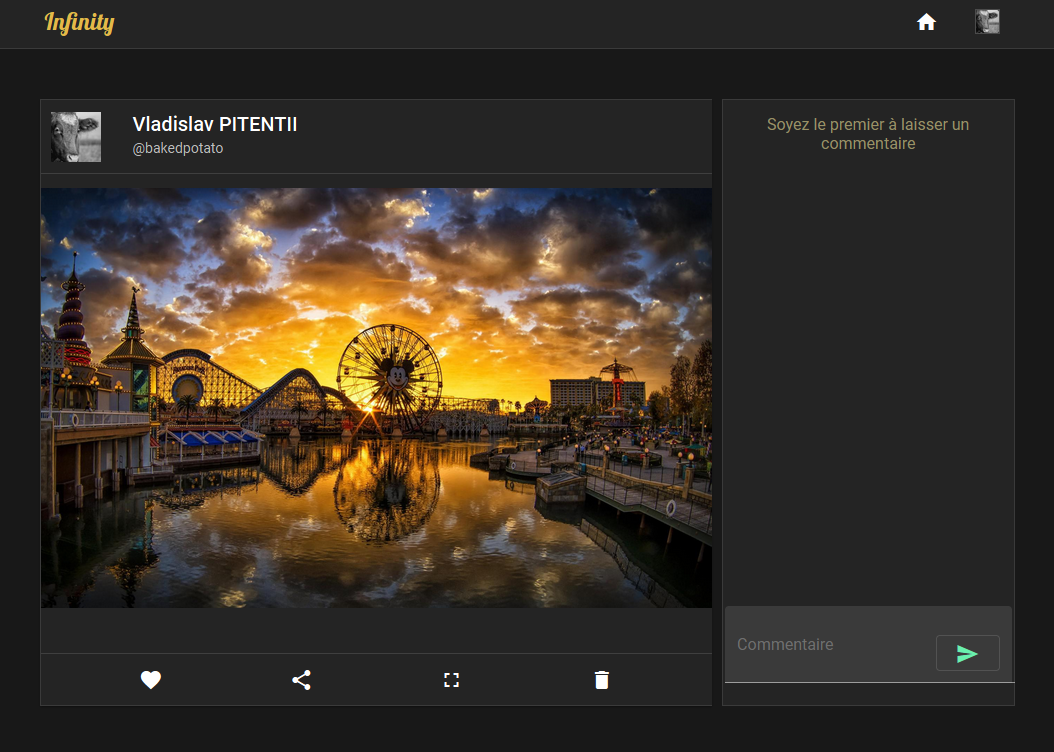 Infinity
Vladislav PITENTII
@bakedpotato
Soyez le premier à laisser un
commentaire
Commentaire